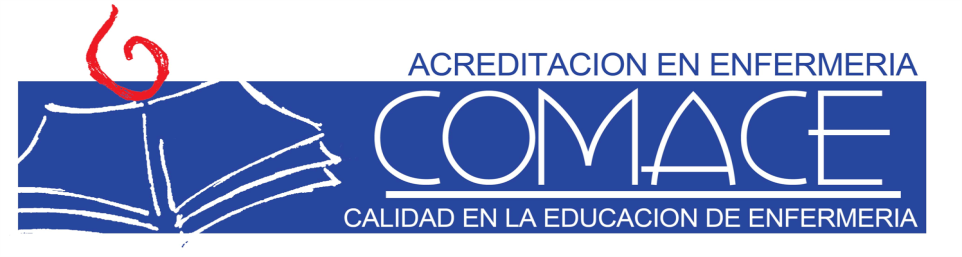 ACREDITACION EN ENFERMERIA
COMACE
CALIDAD EN LA EDUCACION DE ENFERMERIA